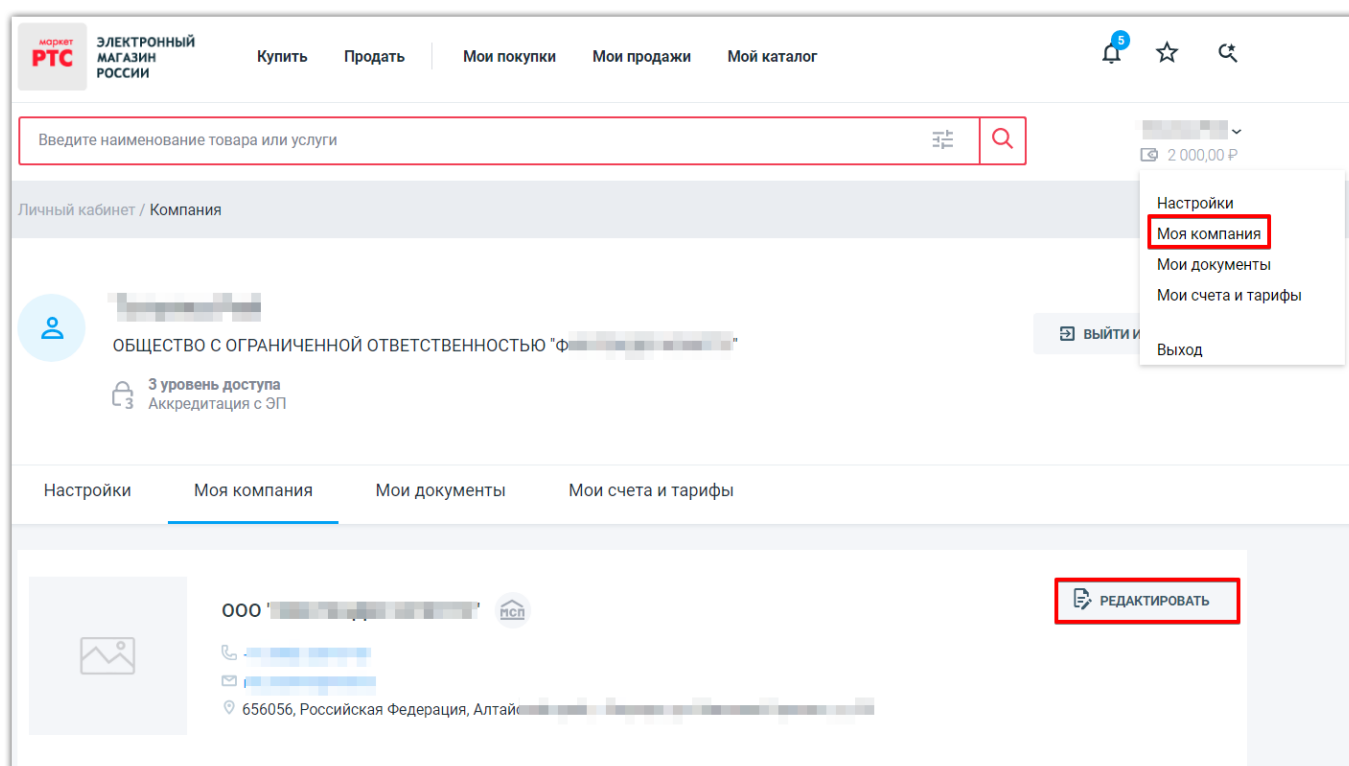 маркет
РТС
ЭЛЕКТРОННЫЙ
МАГАЗИН
РОССИИ
Купить
Продать
Мои покупки
Мои продажи
Мой каталог
5
Введите наименование товара или услуги
2 000,00 ₽
Личный кабинет / Компания
Настройки
Моя компания
Мои документы
Мои счета и тарифы
Выход
ОБЩЕСТВО С ОГРАНИЧЕННОЙ ОТВЕТСТВЕННОСТЬЮ "Ф "
ВЫЙТИ И
3 уровень доступа
3
Аккредитация с ЭП
Настройки
Моя компания
Мои документы
Мои счета и тарифы
ООО " "
мсп
РЕДАКТИРОВАТЬ
656056, Российская Федерация, Алтай